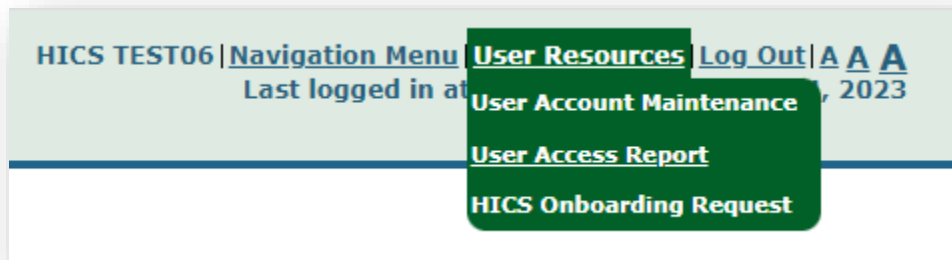 HICS TEST06|Navigation Menu|User Resources|Log Out|A A A
Last logged in at , 2023
User Account Maintenance
User Access Report
HICS Onboarding Request